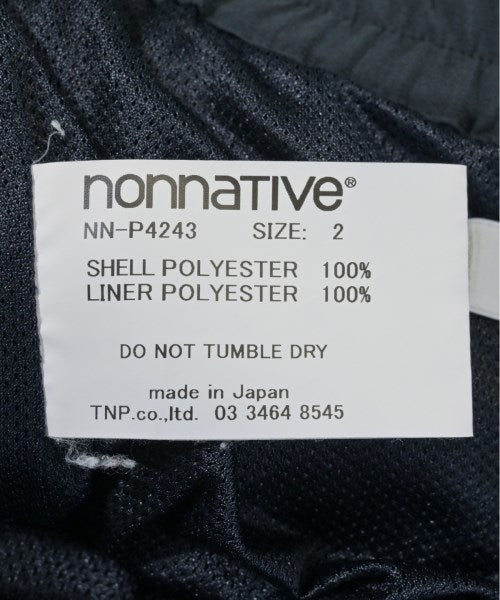 nonnative®
NN-P4243 SIZE: 2
SHELL POLYESTER 100%
LINER POLYESTER 100%
DO NOT TUMBLE DRY
made in Japan
TNP.co.,ltd. 03 3464 8545